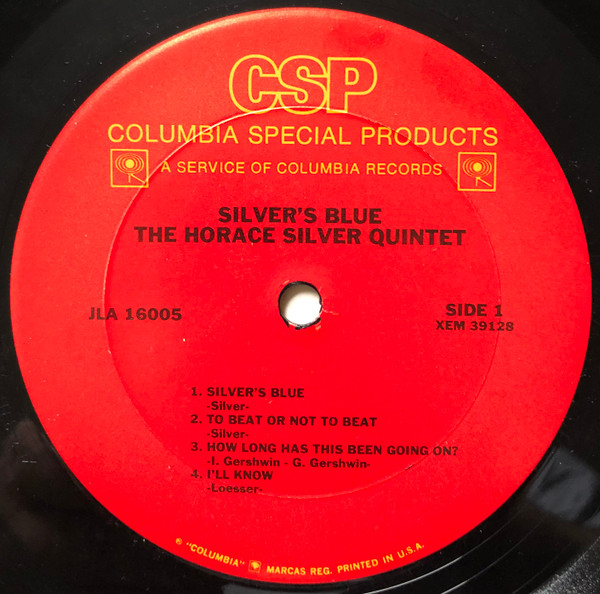 CSP
COLUMBIA SPECIAL PRODUCTS
A SERVICE OF COLUMBIA RECORDS
SILVER'S BLUE
THE HORACE SILVER QUINTET
JLA 16005
SIDE 1
XEM 39128
1. SILVER'S BLUE
-Silver-
2. TO BEAT OR NOT TO BEAT
-Silver-
3. HOW LONG HAS THIS BEEN GOING ON?
-I. Gershwin - G. Gershwin-
4. I'LL KNOW
-Loesser-
® "COLUMBIA" MARCAS REG. PRINTED IN U.S.A.